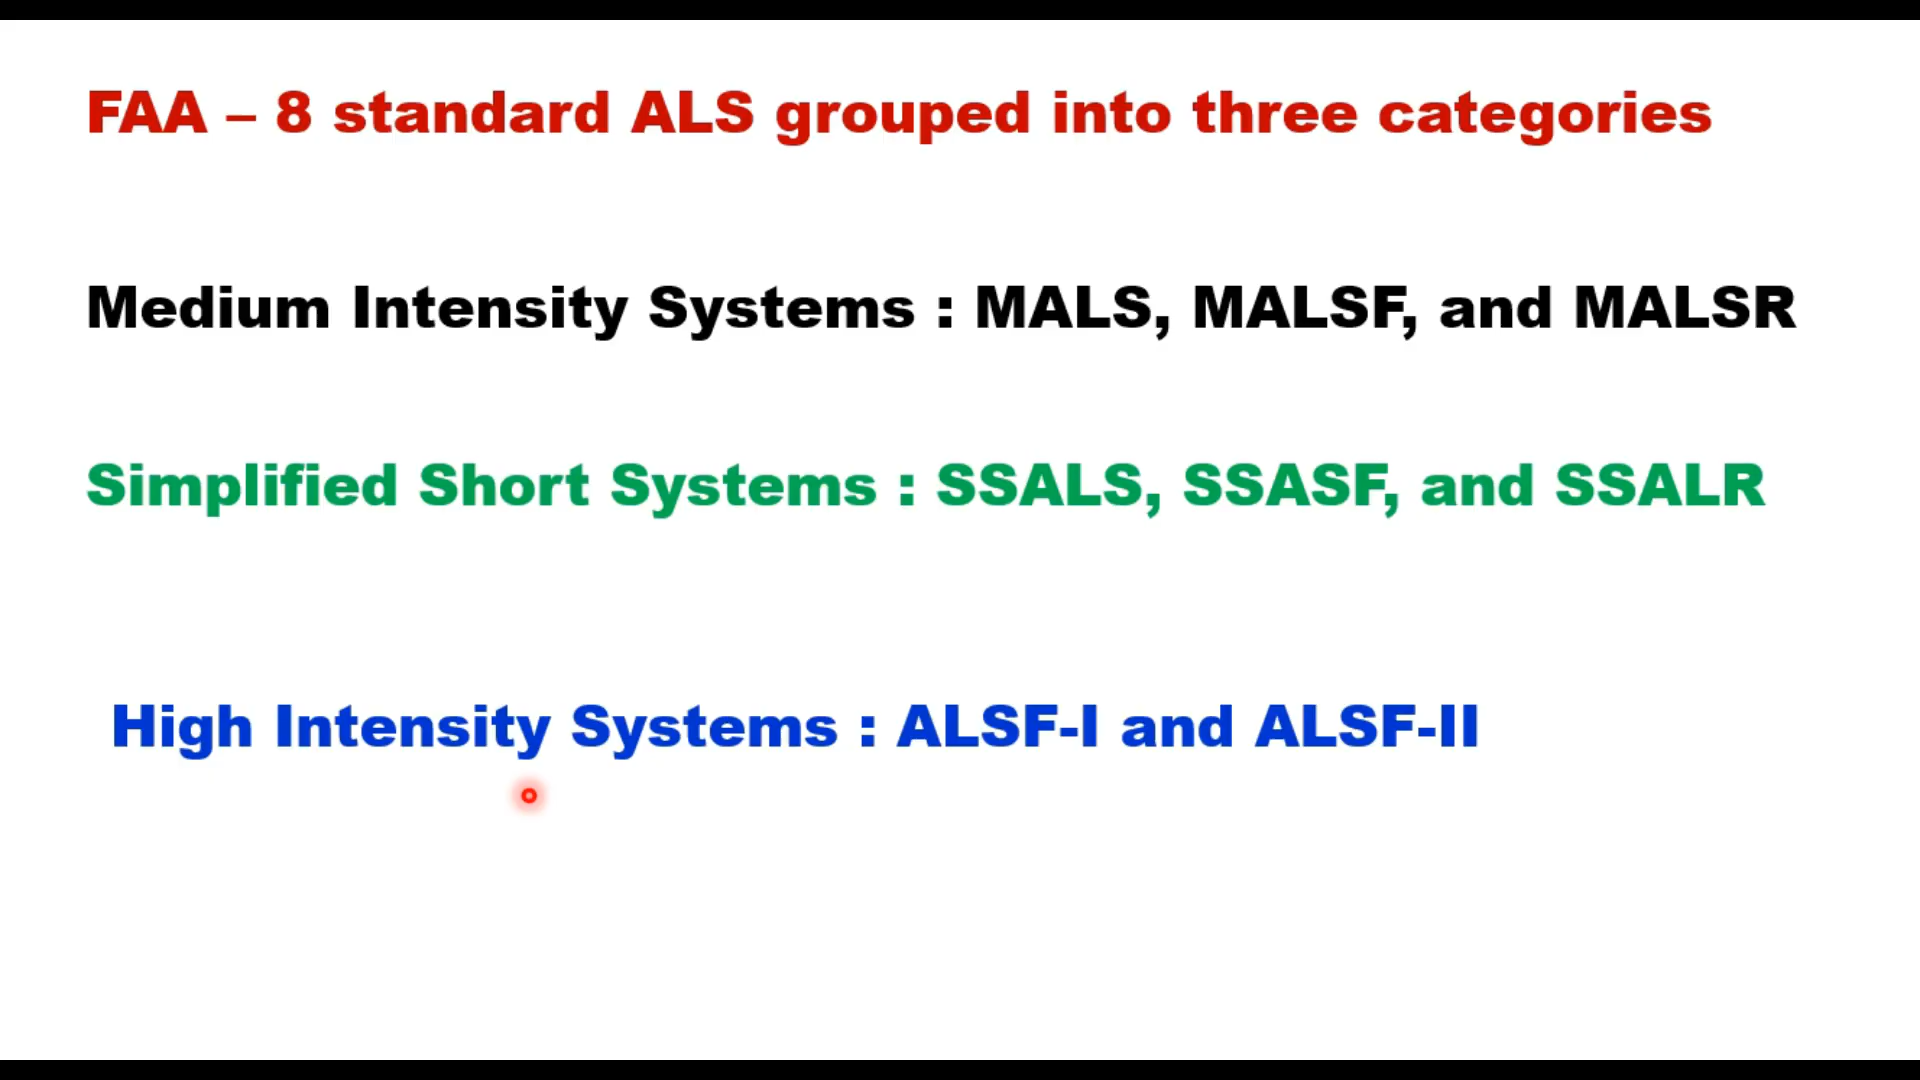 FAA – 8 standard ALS grouped into three categories
Medium Intensity Systems : MALS, MALSF, and MALSR
Simplified Short Systems : SSALS, SSASF, and SSALR
High Intensity Systems : ALSF-I and ALSF-II